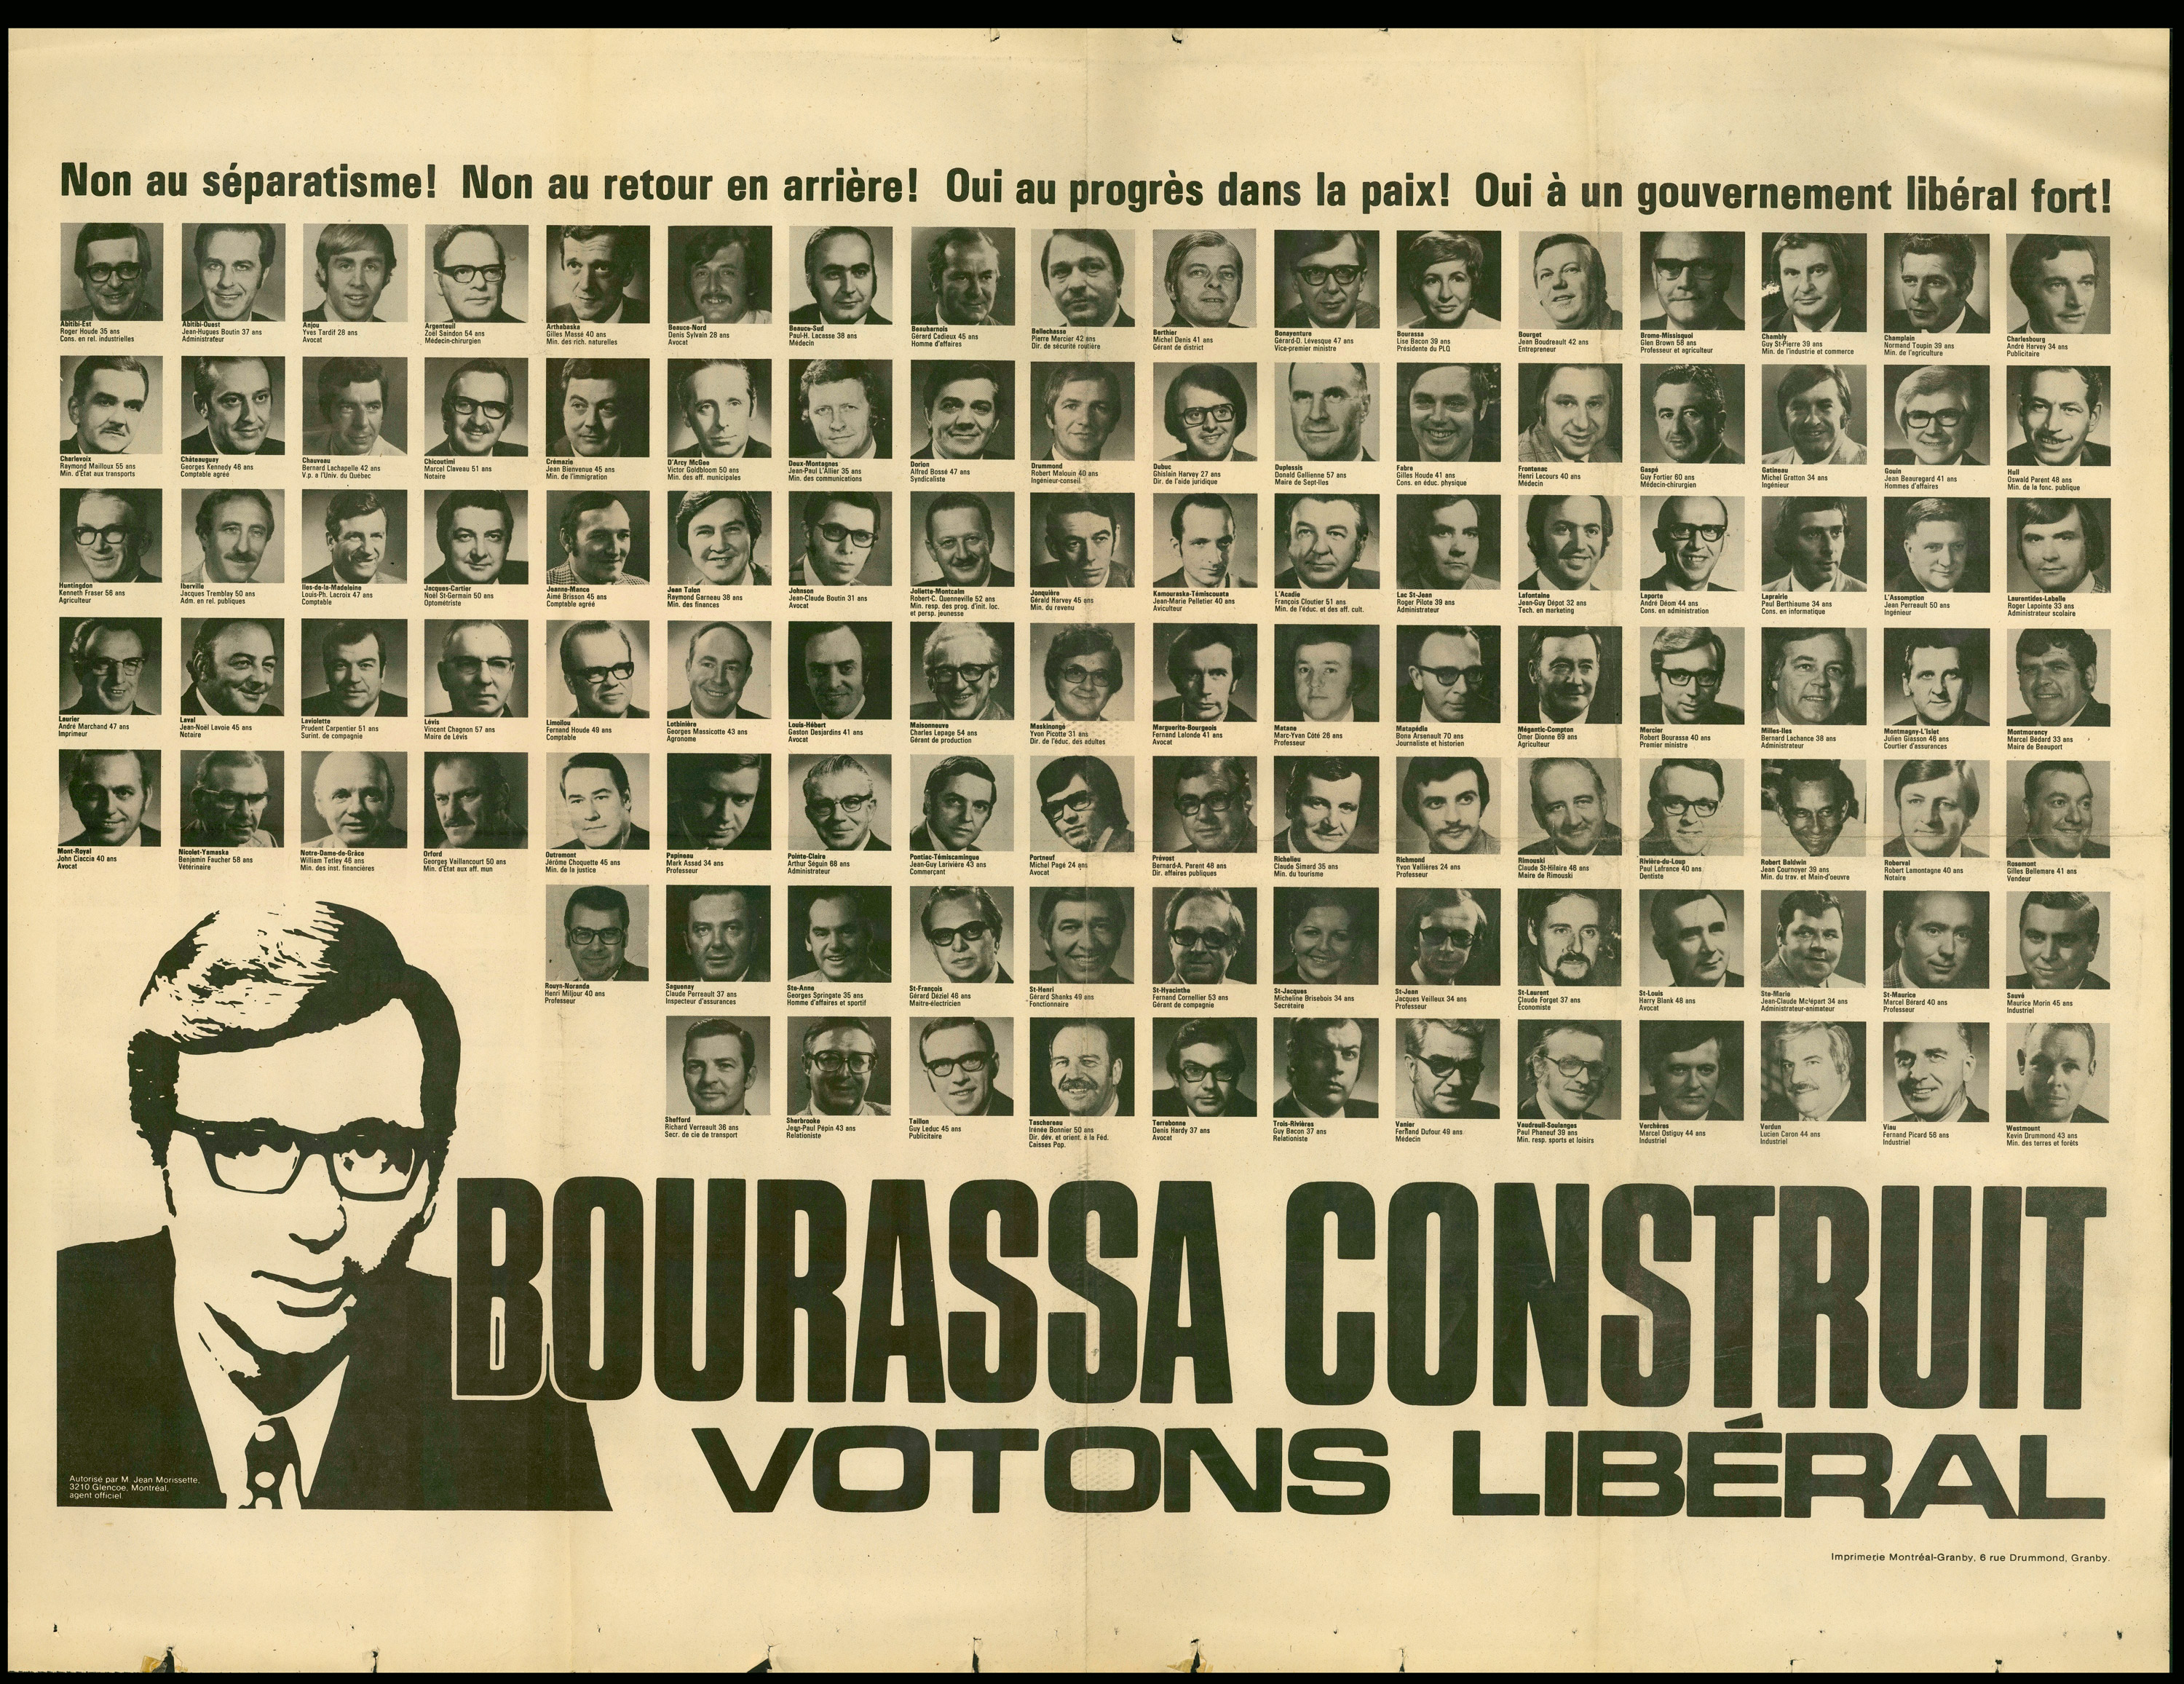 Non au séparatisme! Non au retour en arrière! Oui au progrès dans la paix! Oui à un gouvernement libéral fort!
Abitibi-Est
Roger Houde 35 ans
Cons. en rel. industrielles
Abitibi-Ouest
Jean-Hugues Boutin 37 ans
Administrateur
Anjou
Yves Tardif 28 ans
Avocat
Argenteuil
Zoël Saindon 54 ans
Médecin-chirurgien
Arthabaska
Gilles Massé 40 ans
Min. des rich. naturelles
Beauce-Nord
Denis Sylvain 28 ans
Avocat
Beauce-Sud
Paul-H. Lacasse 38 ans
Médecin
Beauharnois
Gérard Cadieux 45 ans
Homme d'affaires
Bellechasse
Pierre Mercier 42 ans
Dir. de sécurité routière
Berthier
Michel Denis 41 ans
Gérant de district
Bonaventure
Gérard-D. Lévesque 47 ans
Vice-premier ministre
Bourassa
Lise Bacon 39 ans
Présidente du PLQ
Bourget
Jean Boudreault 42 ans
Entrepreneur
Brome-Missisquoi
Glen Brown 58 ans
Professeur et agriculteur
Chambly
Guy St-Pierre 39 ans
Min. de l'industrie et commerce
Champlain
Normand Toupin 39 ans
Min. de l'agriculture
Charlesbourg
André Harvey 34 ans
Publicitaire
Charlevoix
Raymond Mailloux 55 ans
Min. d'État aux transports
Châteauguay
Georges Kennedy 46 ans
Comptable agréé
Chauveau
Bernard Lachapelle 42 ans
V.p. a l'Univ. du Québec
Chicoutimi
Marcel Claveau 51 ans
Notaire
Crémazie
Jean Bienvenue 45 ans
Min. de l'immigration
D'Arcy McGee
Victor Goldbloom 50 ans
Min. des aff. municipales
Deux-Montagnes
Jean-Paul L'Allier 35 ans
Min. des communications
Dorion
Alfred Bossé 47 ans
Syndicaliste
Drummond
Robert Malouin 40 ans
Ingénieur-conseil
Dubuc
Ghislain Harvey 27 ans
Dir. de l'aide juridique
Duplessis
Donald Gallienne 57 ans
Maire de Sept-Iles
Fabre
Gilles Houde 41 ans
Cons. en éduc. physique
Frontenac
Henri Lecours 40 ans
Médecin
Gaspé
Guy Fortier 60 ans
Médecin-chirurgien
Gatineau
Michel Gratton 34 ans
Ingénieur
Gouin
Jean Beauregard 41 ans
Hommes d'affaires
Hull
Oswald Parent 48 ans
Min. de la fonc. publique
Huntingdon
Kenneth Fraser 56 ans
Agriculteur
Iberville
Jacques Tremblay 50 ans
Adm. en rel. publiques
Iles-de-la-Madeleine
Louis-Ph. Lacroix 47 ans
Comptable
Jacques-Cartier
Noël St-Germain 50 ans
Optométriste
Jeanne-Mance
Aimé Brisson 45 ans
Comptable agréé
Jean Talon
Raymond Garneau 38 ans
Min. des finances
Johnson
Jean-Claude Boutin 31 ans
Avocat
Joliette-Montcalm
Robert-C. Quenneville 52 ans
Min. resp. des prog. d'init. loc.
et persp. jeunesse
Jonquière
Gérald Harvey 45 ans
Min. du revenu
Kamouraska-Témiscouata
Jean-Marie Pelletier 40 ans
Aviculteur
L'Acadie
François Cloutier 51 ans
Min. de l'éduc. et des aff. cult.
Lac St-Jean
Roger Pilote 39 ans
Administrateur
Lafontaine
Jean-Guy Dépot 32 ans
Tech. en marketing
Laporte
André Déom 44 ans
Cons. en administration
Laprairie
Paul Berthiaume 34 ans
Cons. en informatique
L'Assomption
Jean Perreault 50 ans
Ingénieur
Laurentides-Labelle
Roger Lapointe 33 ans
Administrateur scolaire
Laurier
André Marchand 47 ans
Imprimeur
Laval
Jean-Noël Lavoie 45 ans
Notaire
Laviolette
Prudent Carpentier 51 ans
Surint. de compagnie
Lévis
Vincent Chagnon 57 ans
Maire de Lévis
Limoilou
Fernand Houde 49 ans
Comptable
Lotbinière
Georges Massicotte 43 ans
Agronome
Louis-Hébert
Gaston Desjardins 41 ans
Avocat
Maisonneuve
Charles Lepage 54 ans
Gérant de production
Maskinongé
Yvon Picotte 31 ans
Dir. de l'éduc. des adultes
Marguerite-Bourgeois
Fernand Lalonde 41 ans
Avocat
Matane
Marc-Yvan Côté 26 ans
Professeur
Matapédia
Bona Arsenault 70 ans
Journaliste et historien
Mégantic-Compton
Omer Dionne 69 ans
Agriculteur
Mercier
Robert Bourassa 40 ans
Premier ministre
Milles-Iles
Bernard Lachance 38 ans
Administrateur
Montmagny-L'Islet
Julien Giasson 46 ans
Courtier d'assurances
Montmorency
Marcel Bédard 33 ans
Maire de Beauport
Mont-Royal
John Ciaccia 40 ans
Avocat
Nicolet-Yamaska
Benjamin Faucher 58 ans
Vétérinaire
Notre-Dame-de-Grâce
William Tetley 46 ans
Min. des inst. financières
Orford
Georges Vaillancourt 50 ans
Min. d'État aux aff. mun
Outremont
Jérôme Choquette 45 ans
Min. de la justice
Papineau
Mark Assad 34 ans
Professeur
Pointe-Claire
Arthur Séguin 68 ans
Administrateur
Pontiac-Témiscamingue
Jean-Guy Larivière 43 ans
Commerçant
Portneuf
Michel Pagé 24 ans
Avocat
Prévost
Bernard-A. Parent 48 ans
Dir. affaires publiques
Richelieu
Claude Simard 35 ans
Min. du tourisme
Richmond
Yvon Vallières 24 ans
Professeur
Rimouski
Claude St-Hilaire 46 ans
Maire de Rimouski
Rivière-du-Loup
Paul Lafrance 40 ans
Dentiste
Robert Baldwin
Jean Cournoyer 39 ans
Min. du trav. et Main-d'oeuvre
Roberval
Robert Lamontagne 40 ans
Notaire
Rosemont
Gilles Bellemare 41 ans
Vendeur
Rouyn-Noranda
Henri Miljour 40 ans
Professeur
Saguenay
Claude Perreault 37 ans
Inspecteur d'assurances
Ste-Anne
Georges Springate 35 ans
Homme d'affaires et sportif
St-François
Gérard Déziel 48 ans
Maitre-électricien
St-Henri
Gérard Shanks 49 ans
Fonctionnaire
St-Hyacinthe
Fernand Cornellier 53 ans
Gérant de compagnie
St-Jacques
Micheline Brisebois 34 ans
Secrétaire
St-Jean
Jacques Veilleux 34 ans
Professeur
St-Laurent
Claude Forget 37 ans
Économiste
St-Louis
Harry Blank 48 ans
Avocat
Ste-Marie
Jean-Claude Malépart 34 ans
Administrateur-animateur
St-Maurice
Marcel Bérard 40 ans
Professeur
Sauvé
Maurice Morin 45 ans
Industriel
Shefford
Richard Verreault 36 ans
Secr. de cie de transport
Sherbrooke
Jean-Paul Pépin 43 ans
Relationiste
Taillon
Guy Leduc 45 ans
Publicitaire
Taschereau
Irénée Bonnier 50 ans
Dir. dév. et orient. à la Féd.
Caisses Pop.
Terrebonne
Denis Hardy 37 ans
Avocat
Trois-Rivières
Guy Bacon 37 ans
Relationiste
Vanier
Fernand Dufour 49 ans
Médecin
Vaudreuil-Soulanges
Paul Phaneuf 39 ans
Min. resp. sports et loisirs
Verchères
Marcel Ostiguy 44 ans
Industriel
Verdun
Lucien Caron 44 ans
Industriel
Viau
Fernand Picard 56 ans
Industriel
Westmount
Kevin Drummond 43 ans
Min. des terres et forêts
BOURASSA CONSTRUIT
VOTONS LIBÉRAL
Autorisé par M. Jean Morissette,
3210 Glencoe, Montréal,
agent officiel
Imprimerie Montréal-Granby, 6 rue Drummond, Granby.